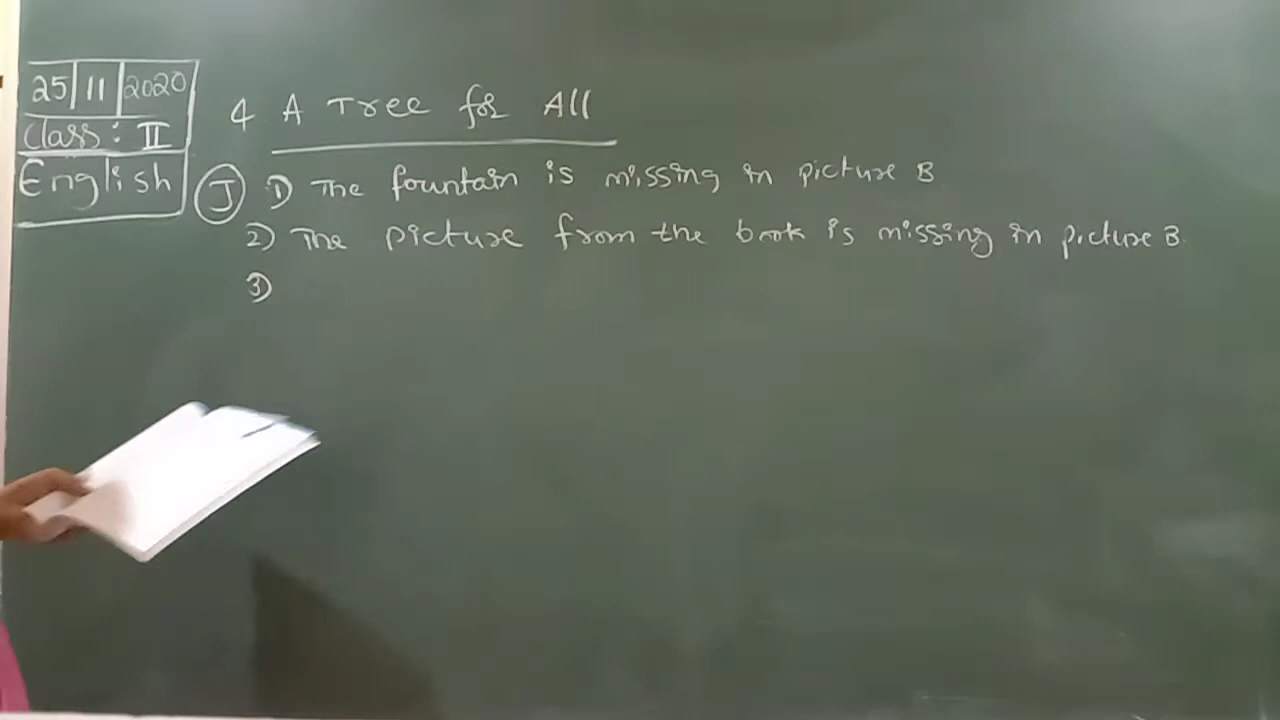 25/11/2020
Class: II
English
4 A Tree for All
J 1) The fountain is missing in picture B
2) The picture from the book is missing in picture B.
3)